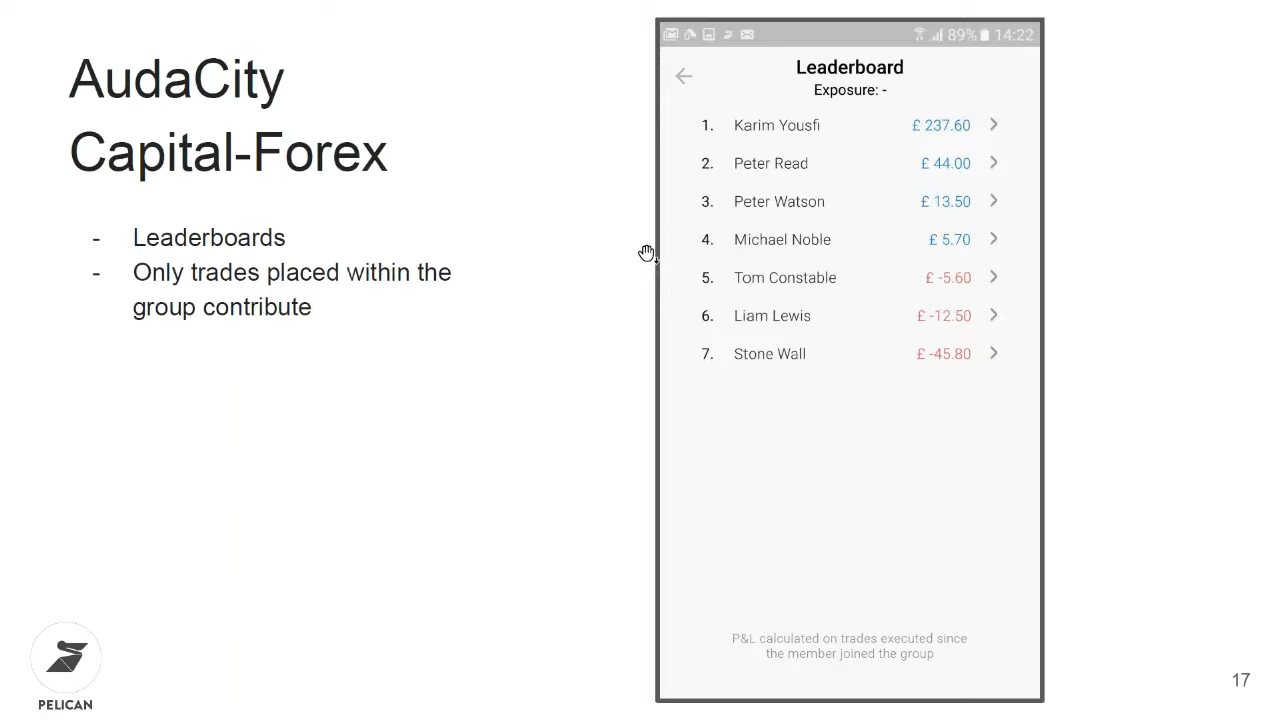 AudaCity
Capital-Forex
- Leaderboards
- Only trades placed within the
group contribute
89% 14:22
Leaderboard
Exposure: -
1. Karim Yousfi £ 237.60
2. Peter Read £ 44.00
3. Peter Watson £ 13.50
4. Michael Noble £ 5.70
5. Tom Constable £ -5.60
6. Liam Lewis £ -12.50
7. Stone Wall £ -45.80
P&L calculated on trades executed since
the member joined the group
PELICAN
17